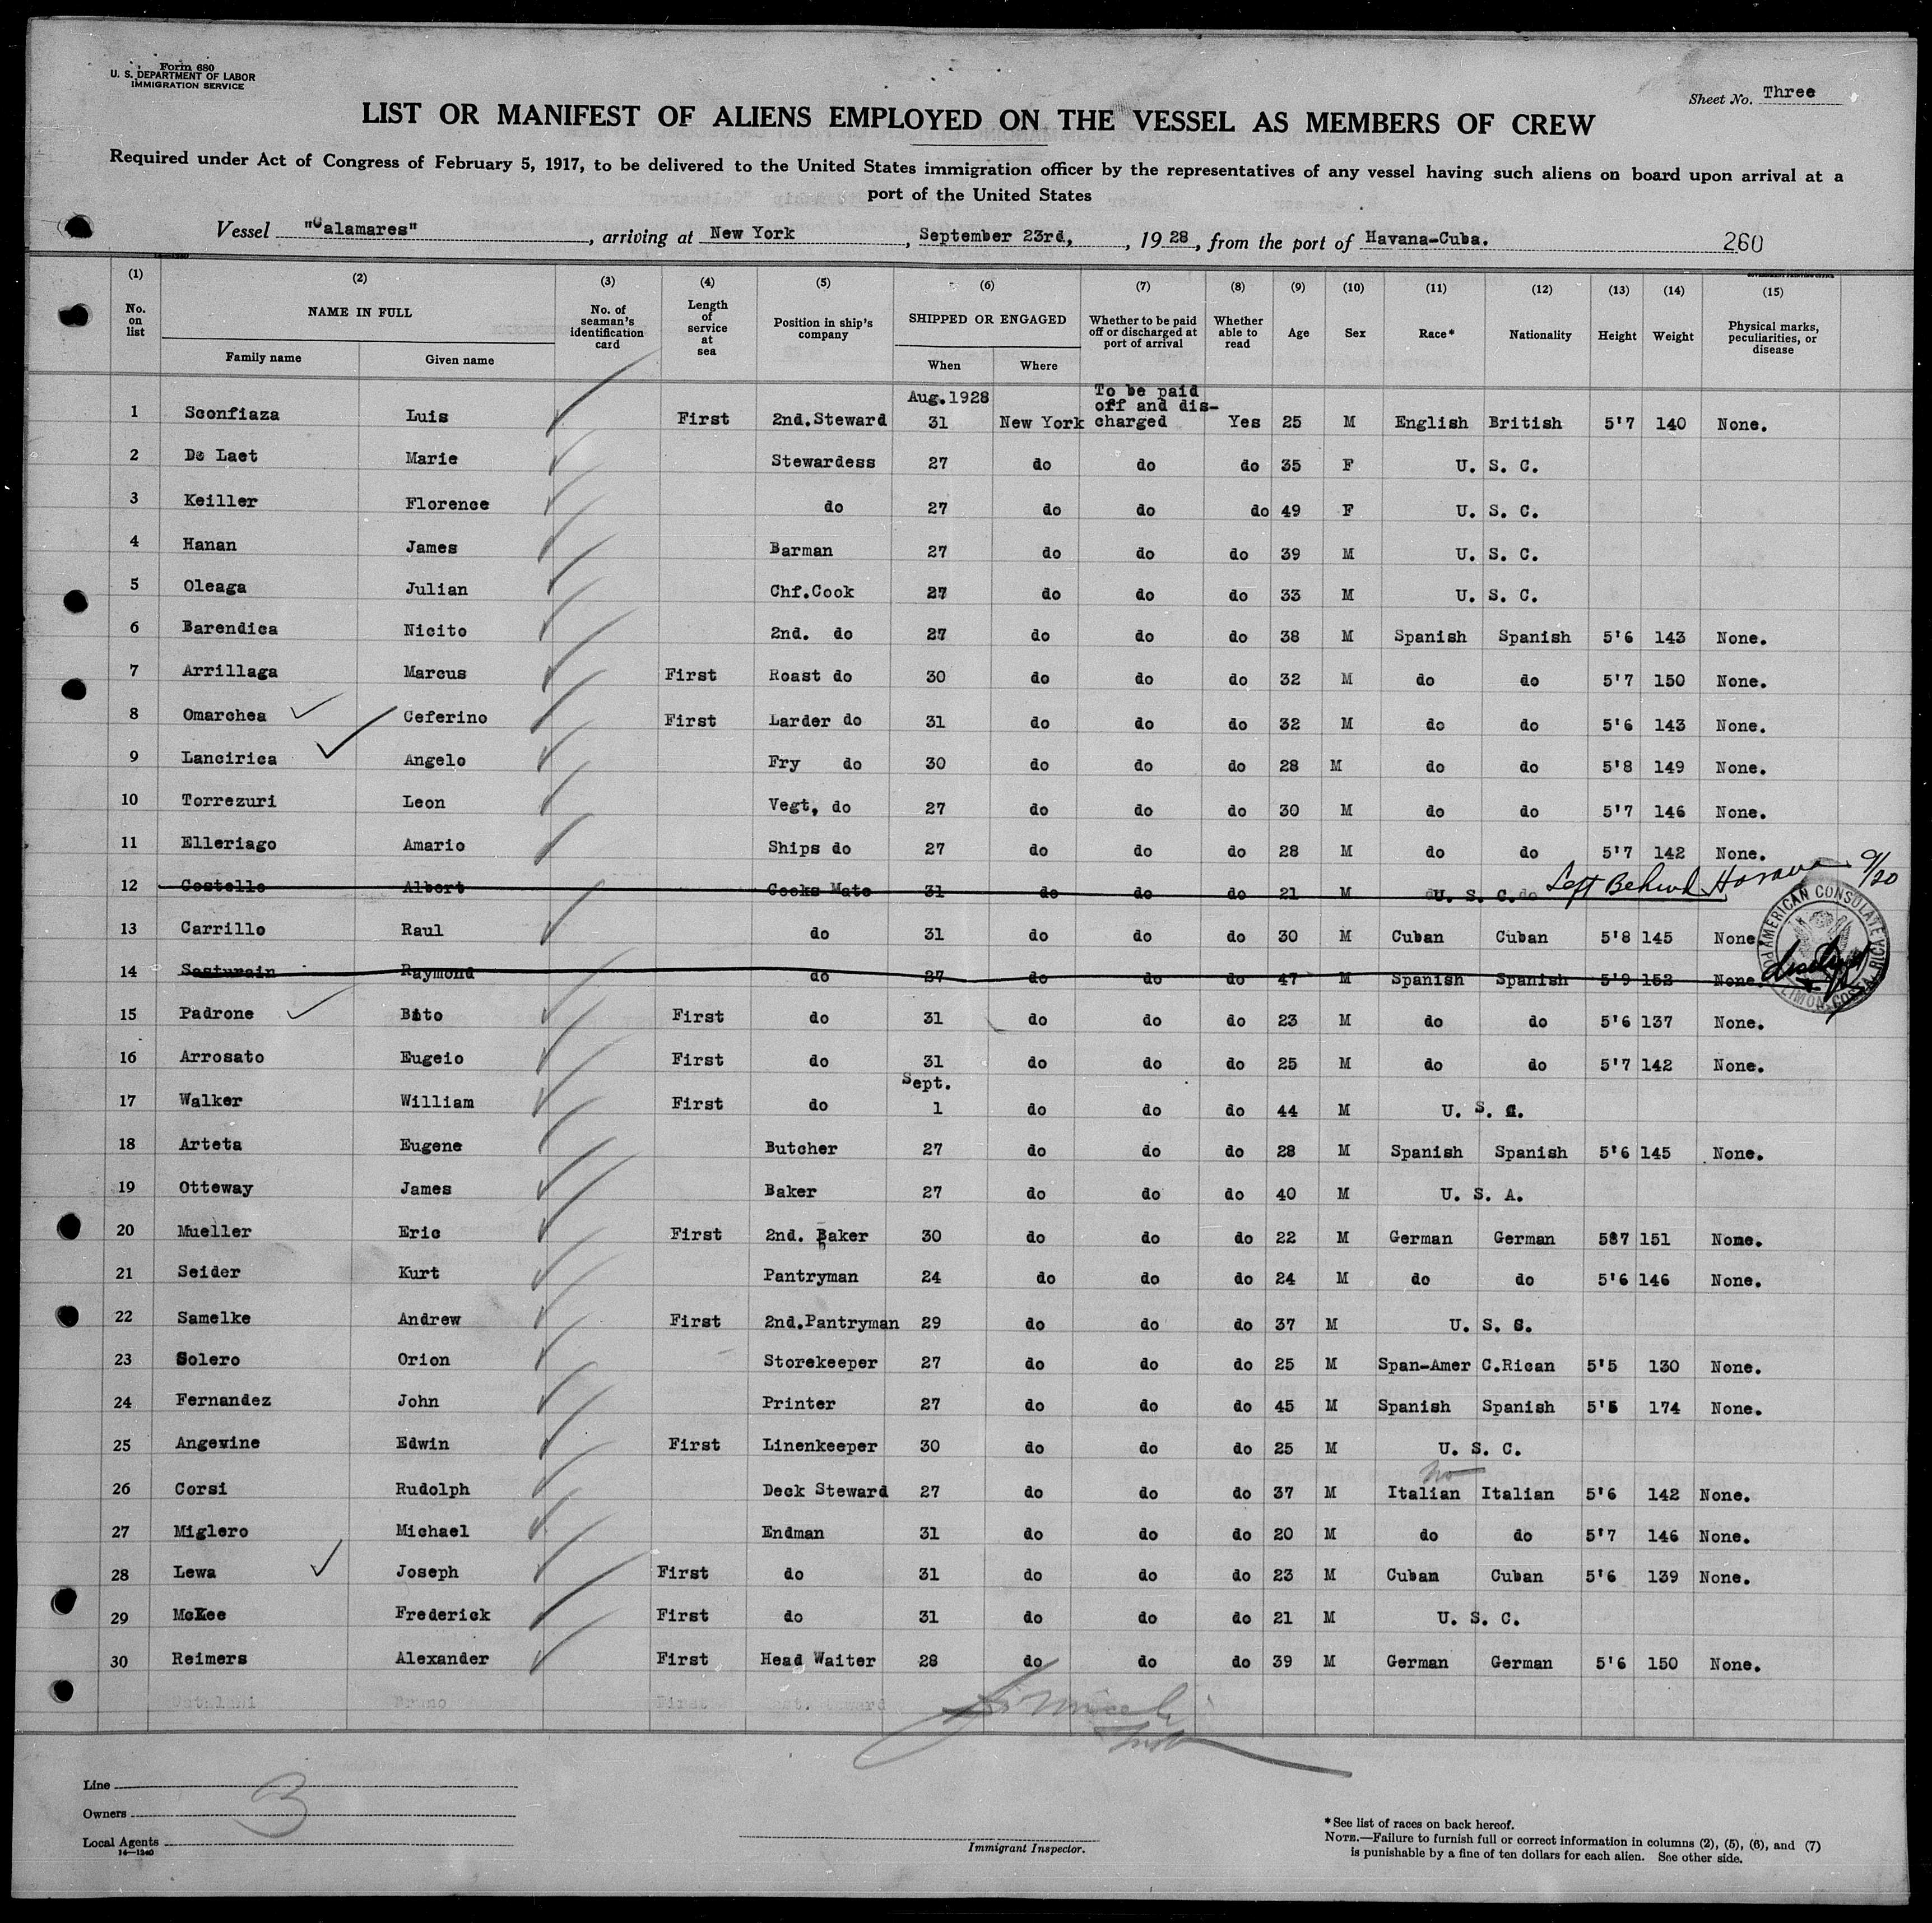 Form 680
U. S. DEPARTMENT OF LABOR
IMMIGRATION SERVICE
Sheet No. Three
LIST OR MANIFEST OF ALIENS EMPLOYED ON THE VESSEL AS MEMBERS OF CREW
Required under Act of Congress of February 5, 1917, to be delivered to the United States immigration officer by the representatives of any vessel having such aliens on board upon arrival at a
port of the United States
Vessel "Calamares", arriving at New York, September 23rd, , 1928, from the port of Havana-Cuba. 260
(1) (2) (3) (4) (5) (6) (7) (8) (9) (10) (11) (12) (13) (14) (15)
No. on list NAME IN FULL Family name Given name No. of seaman's identification card Length of service at sea Position in ship's company SHIPPED OR ENGAGED When Where Whether to be paid off or discharged at port of arrival Whether able to read Age Sex Race* Nationality Height Weight Physical marks, peculiarities, or disease
Aug.1928 To be paid off and dis-
1 Sconfiaza Luis First 2nd.Steward 31 New York charged Yes 25 M English British 5'7 140 None.
2 De Laet Marie Stewardess 27 do do do 35 F U. S. C.
3 Keiller Florence do 27 do do do 49 F U. S. C.
4 Hanan James Barman 27 do do do 39 M U. S. C.
5 Oleaga Julian Chf.Cook 27 do do do 33 M U. S. C.
6 Barendica Nicito 2nd. do 27 do do do 38 M Spanish Spanish 5'6 143 None.
7 Arrillaga Marcus First Roast do 30 do do do 32 M do do 5'7 150 None.
8 Omarchea Ceferino First Larder do 31 do do do 32 M do do 5'6 143 None.
9 Lancirica Angelo Fry do 30 do do do 28 M do do 5'8 149 None.
10 Torrezuri Leon Vegt, do 27 do do do 30 M do do 5'7 146 None.
11 Elleriago Amario Ships do 27 do do do 28 M do do 5'7 142 None.
12 Costello Albert Cooks Mate 31 do do do 21 M U. S. C. do Left Behind Havana 9/20
13 Carrillo Raul do 31 do do do 30 M Cuban Cuban 5'8 145 None
14 Sasturain Raymond do 27 do do do 47 M Spanish Spanish 5'9 152 None.
AMERICAN CONSULATE LIMON, COSTA RICA
15 Padrone Bito First do 31 do do do 23 M do do 5'6 137 None.
16 Arrosato Eugeio First do 31 do do do 25 M do do 5'7 142 None.
Sept.
17 Walker William First do 1 do do do 44 M U. S. C.
18 Arteta Eugene Butcher 27 do do do 28 M Spanish Spanish 5'6 145 None.
19 Otteway James Baker 27 do do do 40 M U. S. A.
20 Mueller Eric First 2nd. Baker 30 do do do 22 M German German 587 151 None.
21 Seider Kurt Pantryman 24 do do do 24 M do do 5'6 146 None.
22 Samelke Andrew First 2nd.Pantryman 29 do do do 37 M U. S. C.
23 Solero Orion Storekeeper 27 do do do 25 M Span-Amer C.Rican 5'5 130 None.
24 Fernandez John Printer 27 do do do 45 M Spanish Spanish 5'5 174 None.
25 Angevine Edwin First Linenkeeper 30 do do do 25 M U. S. C.
no
26 Corsi Rudolph Deck Steward 27 do do do 37 M Italian Italian 5'6 142 None.
27 Miglero Michael Endman 31 do do do 20 M do do 5'7 146 None.
28 Lewa Joseph First do 31 do do do 23 M Cuban Cuban 5'6 139 None.
29 McKee Frederick First do 31 do do do 21 M U. S. C.
30 Reimers Alexander First Head Waiter 28 do do do 39 M German German 5'6 150 None.
Bruno First
Line
3
Owners
Local Agents
14—1240
Immigrant Inspector.
*See list of races on back hereof.
NOTE.—Failure to furnish full or correct information in columns (2), (5), (6), and (7)
is punishable by a fine of ten dollars for each alien. See other side.